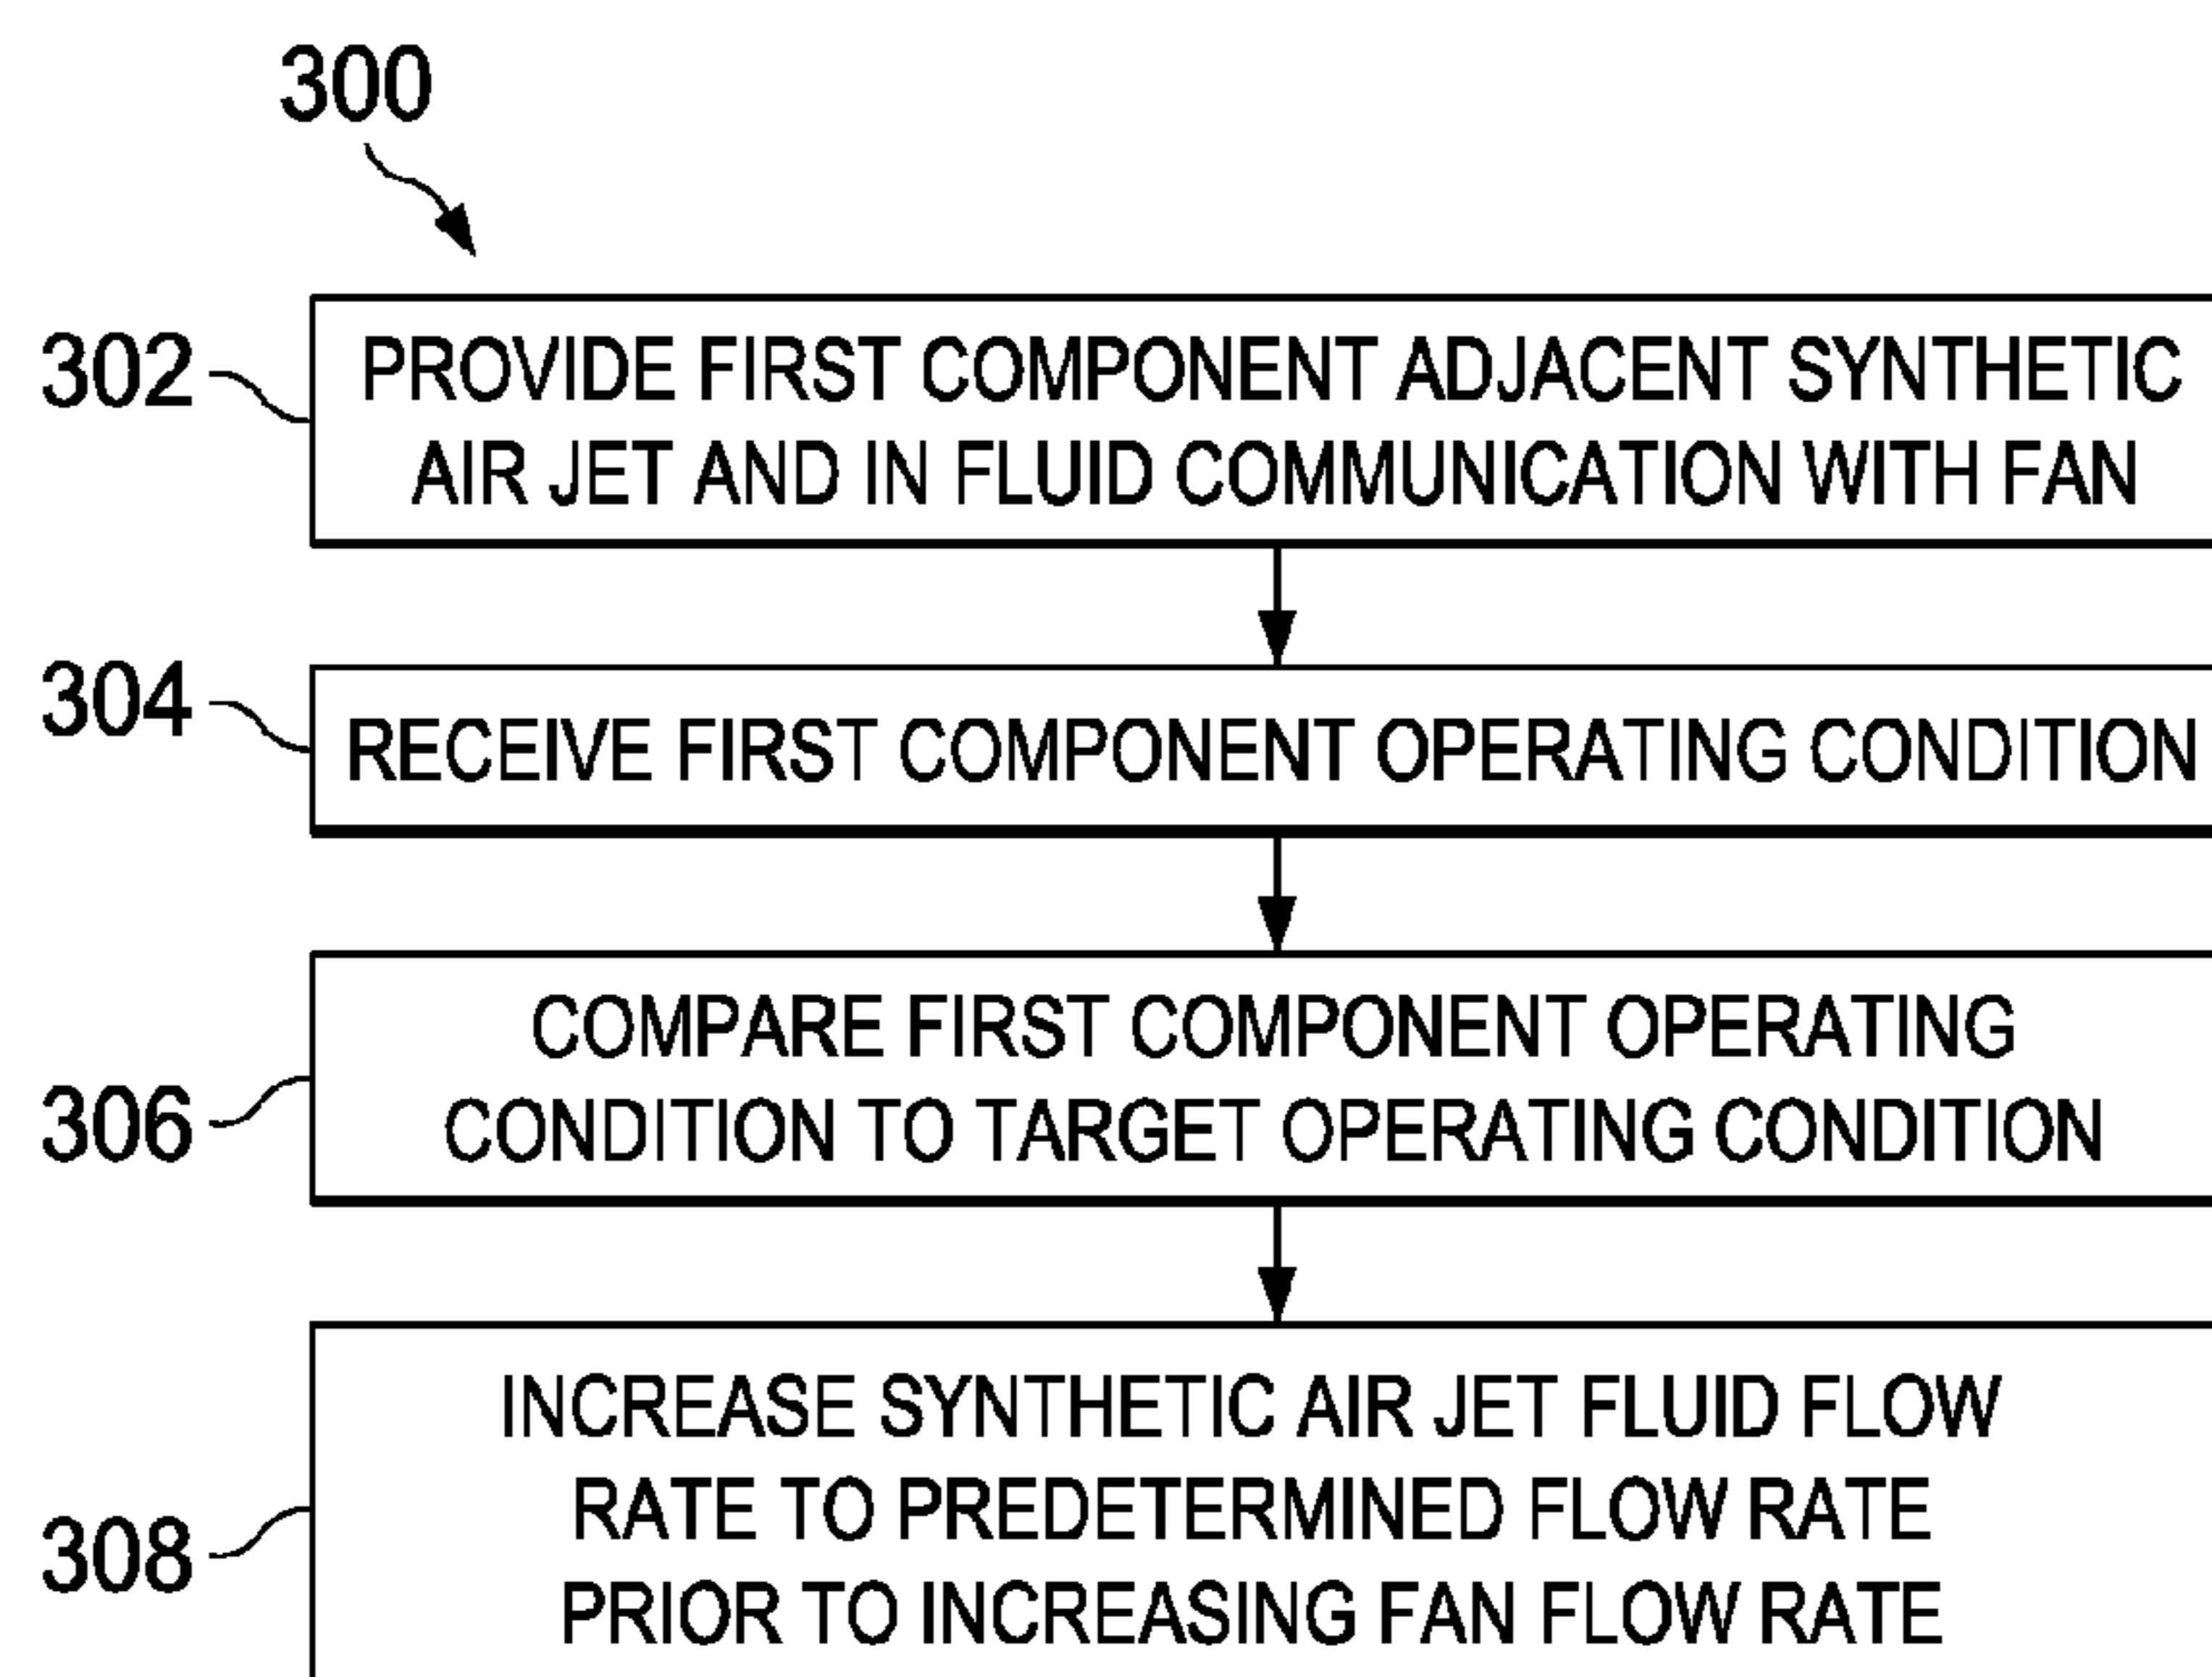 300
302
PROVIDE FIRST COMPONENT ADJACENT SYNTHETIC
AIR JET AND IN FLUID COMMUNICATION WITH FAN
304
RECEIVE FIRST COMPONENT OPERATING CONDITION
306
COMPARE FIRST COMPONENT OPERATING
CONDITION TO TARGET OPERATING CONDITION
308
INCREASE SYNTHETIC AIR JET FLUID FLOW
RATE TO PREDETERMINED FLOW RATE
PRIOR TO INCREASING FAN FLOW RATE